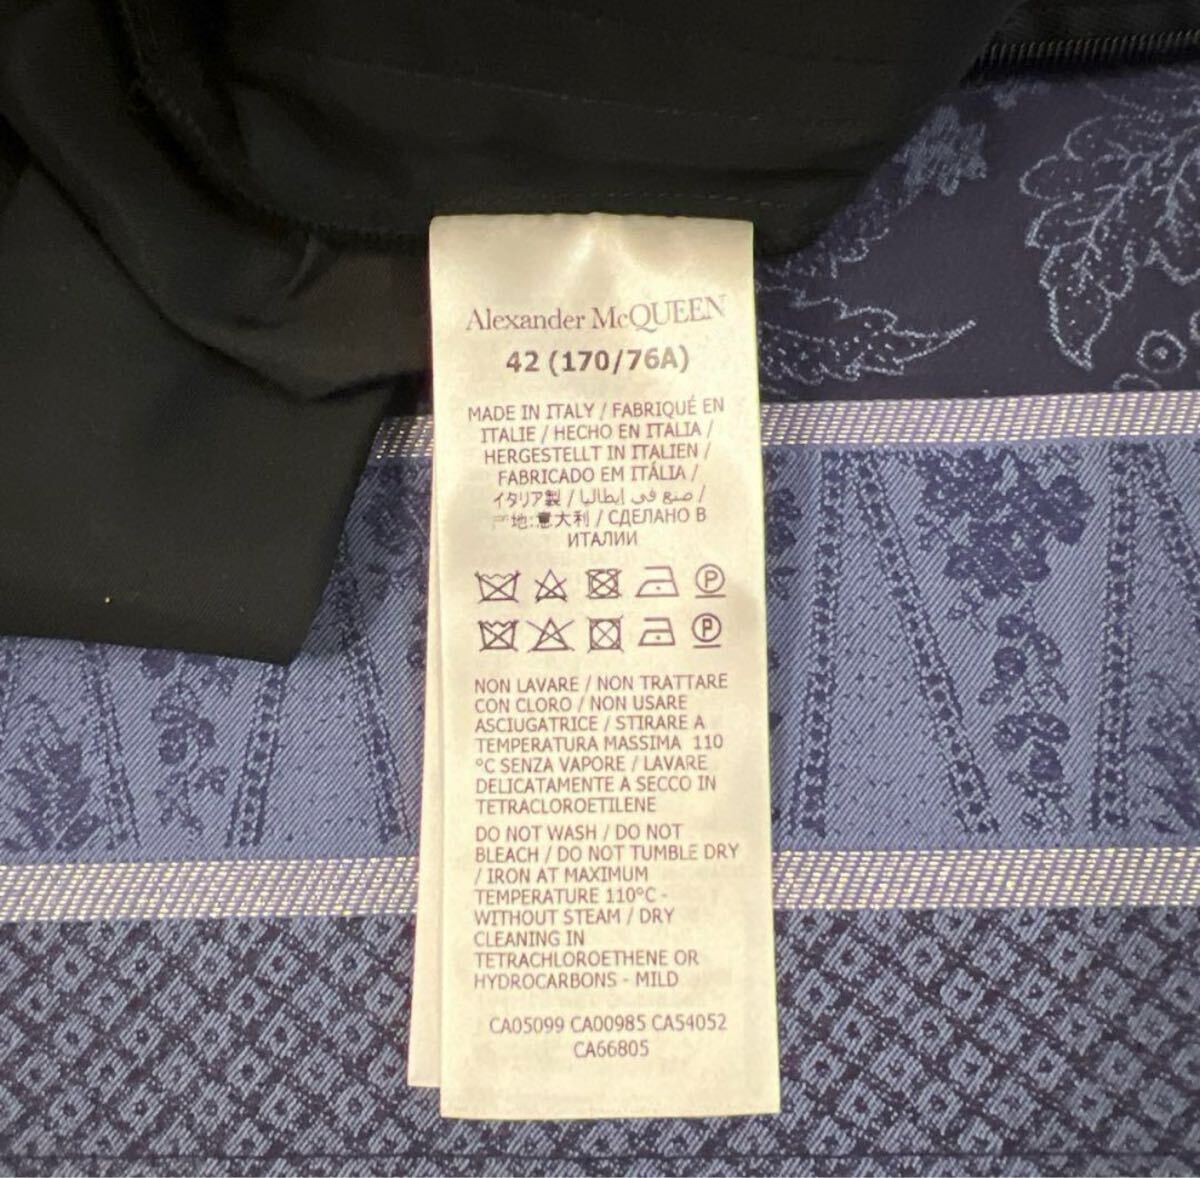 Alexander McQUEEN
42 (170/76A)
MADE IN ITALY / FABRIQUÉ EN
ITALIE / HECHO EN ITALIA /
HERGESTELLT IN ITALIEN /
FABRICADO EM ITÁLIA /
イタリア製 / صنع في إيطاليا /
地:意大利 / СДЕЛАНО В
ИТАЛИИ
P
P
NON LAVARE / NON TRATTARE
CON CLORO / NON USARE
ASCIUGATRICE / STIRARE A
TEMPERATURA MASSIMA 110
°C SENZA VAPORE / LAVARE
DELICATAMENTE A SECCO IN
TETRACLOROETILENE
DO NOT WASH / DO NOT
BLEACH / DO NOT TUMBLE DRY
/ IRON AT MAXIMUM
TEMPERATURE 110°C -
WITHOUT STEAM / DRY
CLEANING IN
TETRACHLOROETHENE OR
HYDROCARBONS - MILD
CA05099 CA00985 CA54052
CA66805